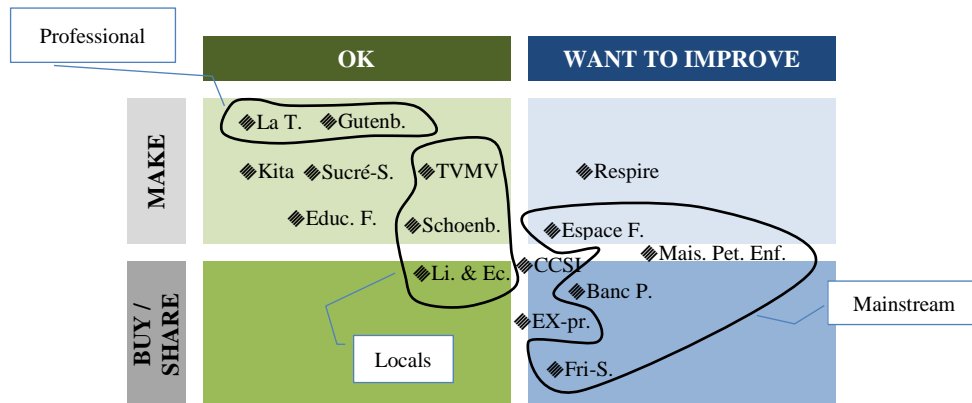 Professional
OK
WANT TO IMPROVE
MAKE
La T.
Gutenb.
Kita
Sucré-S.
TVMV
Respire
Educ. F.
Schoenb.
Espace F.
Mais. Pet. Enf.
BUY /
SHARE
Li. & Ec.
CCSI
Banc P.
Mainstream
EX-pr.
Locals
Fri-S.